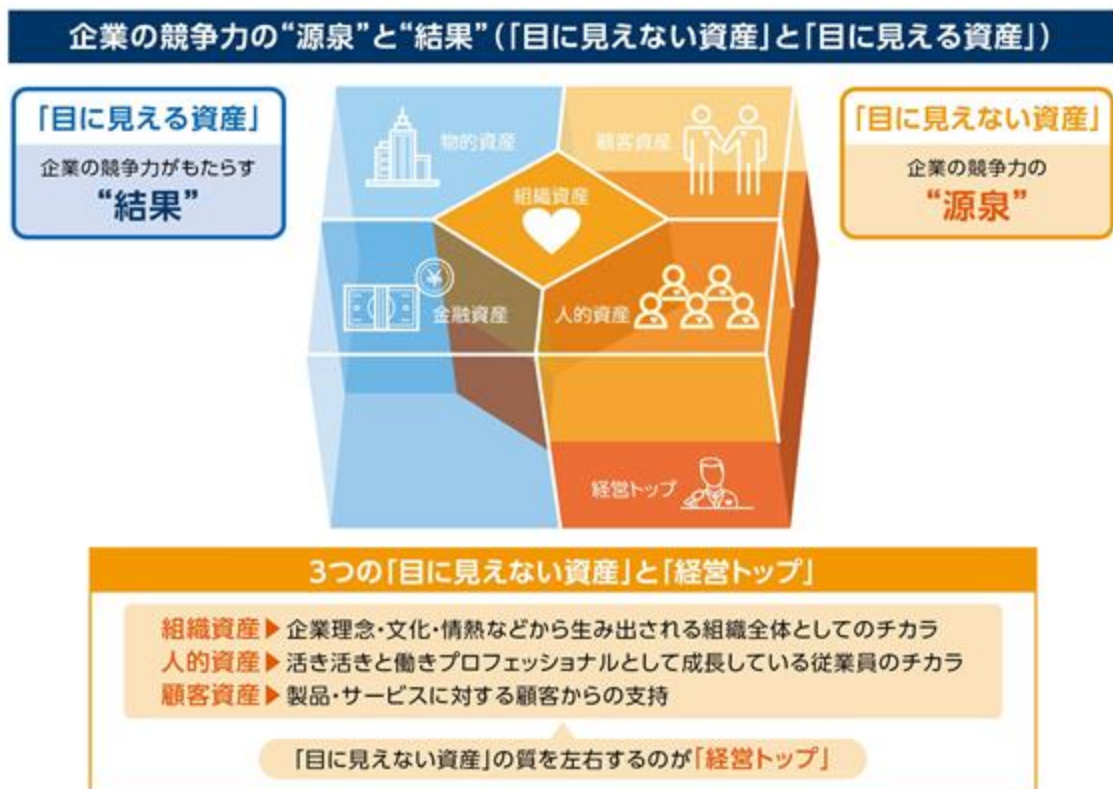 企業の競争力の“源泉”と“結果”(「目に見えない資産」と「目に見える資産」)
「目に見える資産」
企業の競争力がもたらす
“結果”
物的資産
顧客資産
組織資産
¥
金融資産
人的資産
経営トップ
「目に見えない資産」
企業の競争力の
“源泉”
3つの「目に見えない資産」と「経営トップ」
組織資産▶企業理念・文化・情熱などから生み出される組織全体としてのチカラ
人的資産▶活き活きと働きプロフェッショナルとして成長している従業員のチカラ
顧客資産▶製品・サービスに対する顧客からの支持
「目に見えない資産」の質を左右するのが「経営トップ」